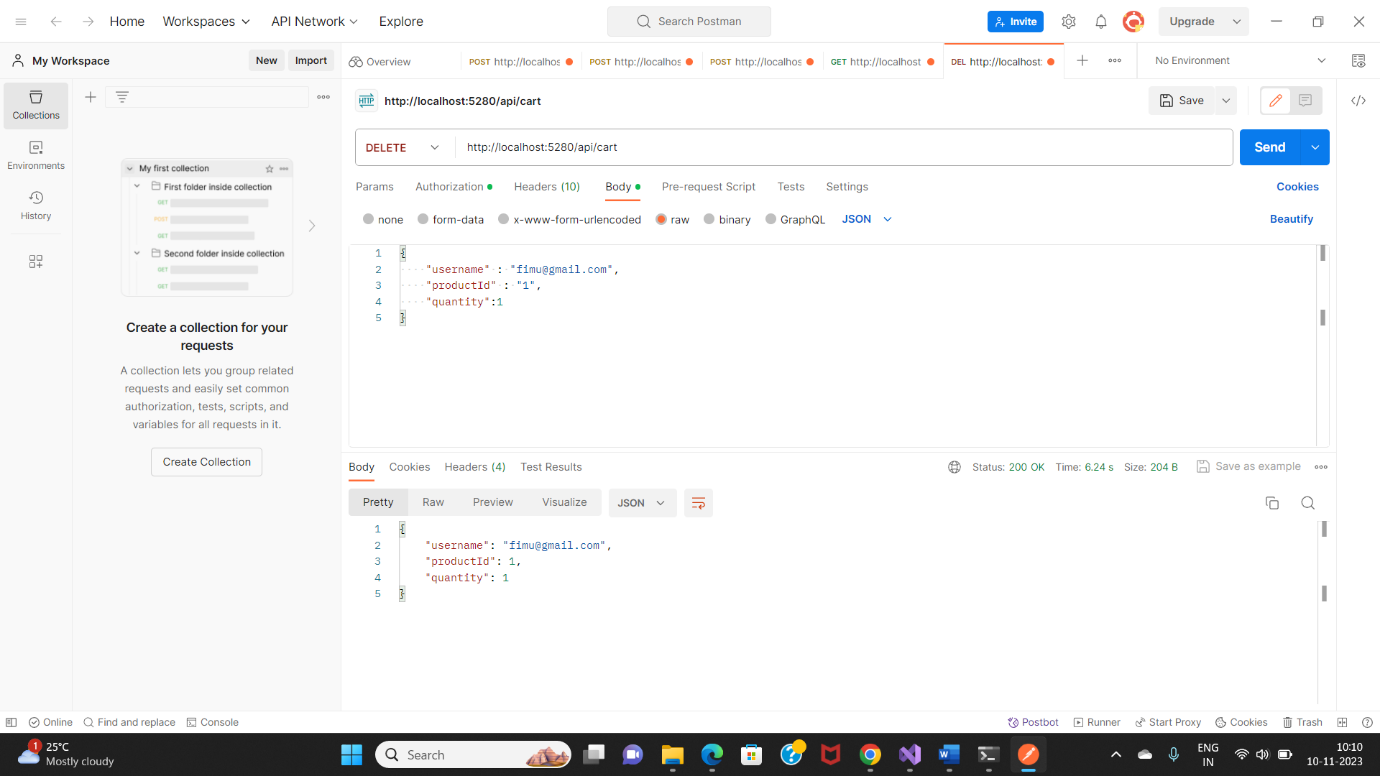 Home Workspaces API Network Explore Search Postman Invite Upgrade
My Workspace New Import Overview POST http://localhos POST http://localhos POST http://localhos GET http://localhost DEL http://localhost: No Environment
Collections
Environments
History
My first collection
First folder inside collection
GET
POST
GET
Second folder inside collection
GET
GET
Create a collection for your
requests
A collection lets you group related
requests and easily set common
authorization, tests, scripts, and
variables for all requests in it.
Create Collection
HTTP http://localhost:5280/api/cart Save
DELETE http://localhost:5280/api/cart Send
Params Authorization Headers (10) Body Pre-request Script Tests Settings Cookies
none form-data x-www-form-urlencoded raw binary GraphQL JSON Beautify
1 {
2 "username" : "fimu@gmail.com",
3 "productId" : "1",
4 "quantity":1
5 }
Body Cookies Headers (4) Test Results Status: 200 OK Time: 6.24 s Size: 204 B Save as example
Pretty Raw Preview Visualize JSON
1 {
2 "username": "fimu@gmail.com",
3 "productId": 1,
4 "quantity": 1
5 }
Online Find and replace Console Postbot Runner Start Proxy Cookies Trash
1 25°C
Mostly cloudy
Search
ENG
IN
10:10
10-11-2023